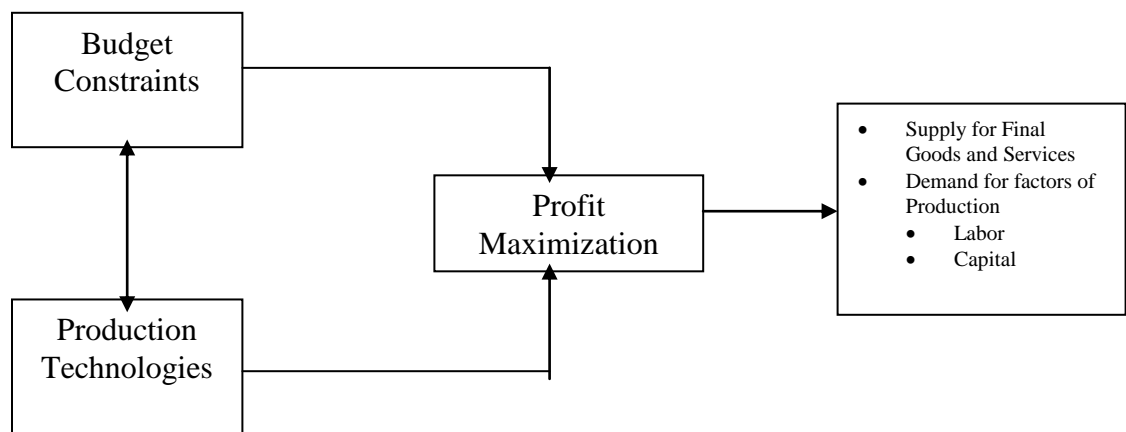 Budget
Constraints
Production
Technologies
Profit
Maximization
• Supply for Final
Goods and Services
• Demand for factors of
Production
• Labor
• Capital